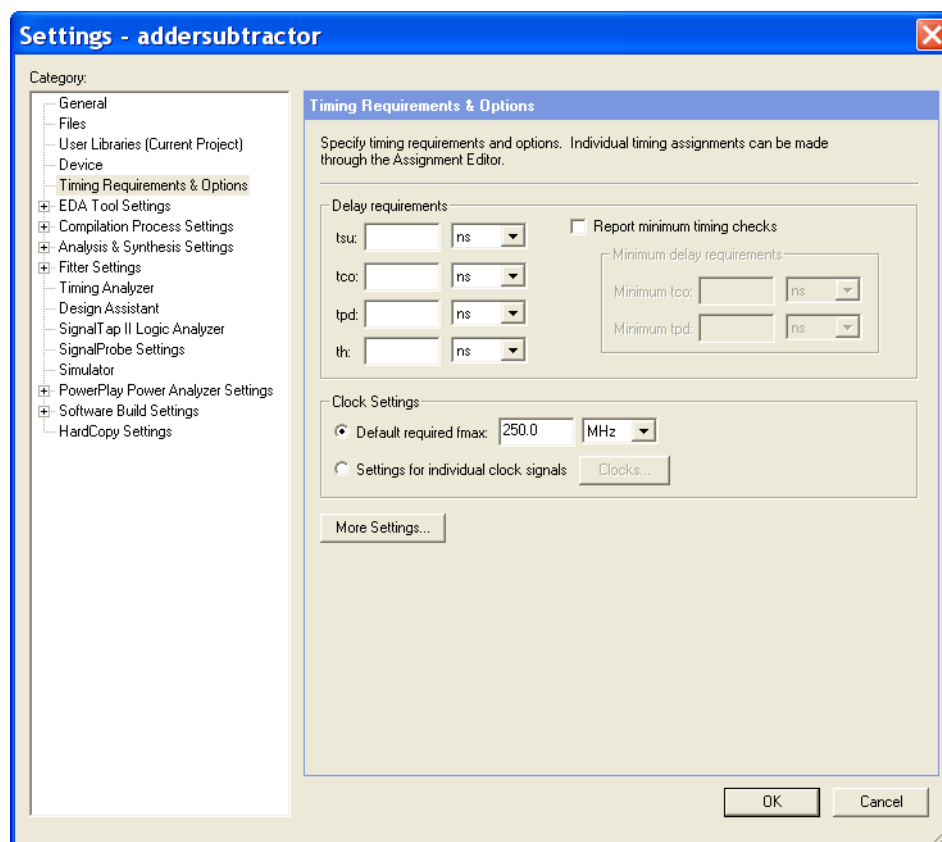 Settings - addersubtractor
Category:
General
Files
User Libraries (Current Project)
Device
Timing Requirements & Options
EDA Tool Settings
Compilation Process Settings
Analysis & Synthesis Settings
Fitter Settings
Timing Analyzer
Design Assistant
SignalTap II Logic Analyzer
SignalProbe Settings
Simulator
PowerPlay Power Analyzer Settings
Software Build Settings
HardCopy Settings
Timing Requirements & Options
Specify timing requirements and options. Individual timing assignments can be made
through the Assignment Editor.
Delay requirements
tsu: ns
tco: ns
tpd: ns
th: ns
Report minimum timing checks
Minimum delay requirements
Minimum tco: ns
Minimum tpd: ns
Clock Settings
Default required fmax: 250.0 MHz
Settings for individual clock signals Clocks...
More Settings...
OK Cancel